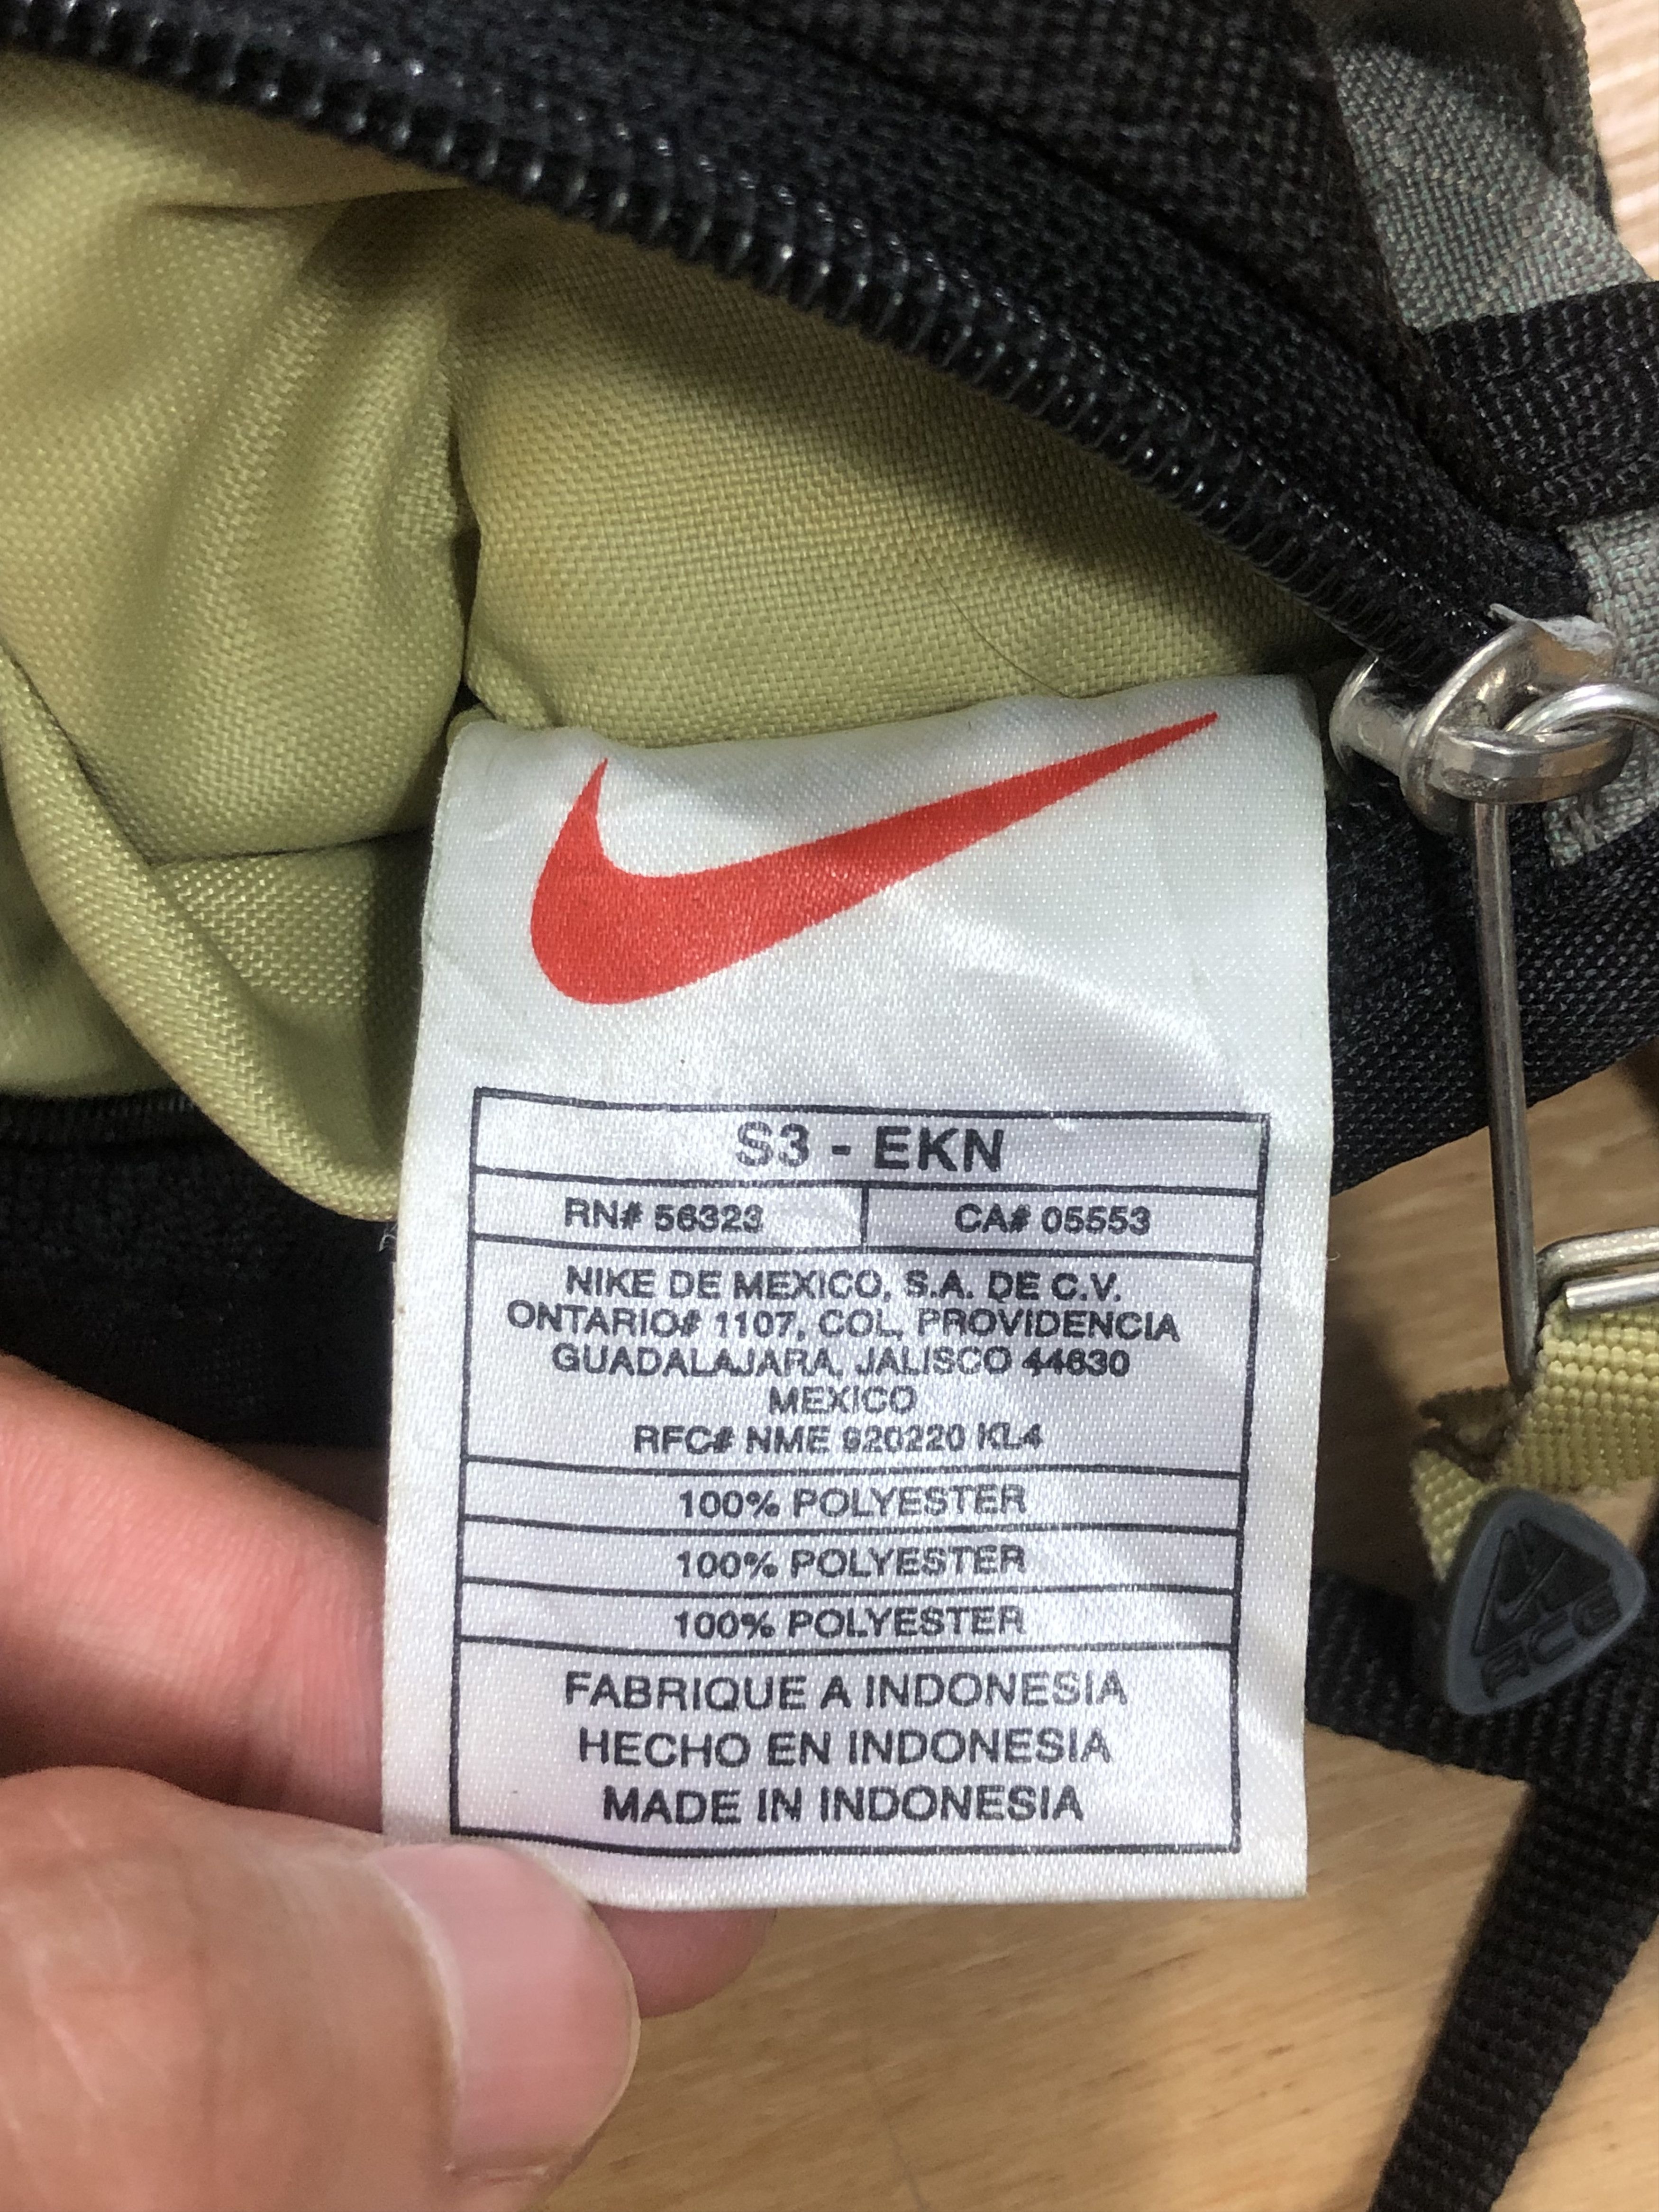 S3 - EKN
RN# 56323 CA# 05553
NIKE DE MEXICO, S.A. DE C.V.
ONTARIO# 1107, COL. PROVIDENCIA
GUADALAJARA, JALISCO 44630
MEXICO
RFC# NME 920220 KL4
100% POLYESTER
100% POLYESTER
100% POLYESTER
FABRIQUE A INDONESIA
HECHO EN INDONESIA
MADE IN INDONESIA
ACG